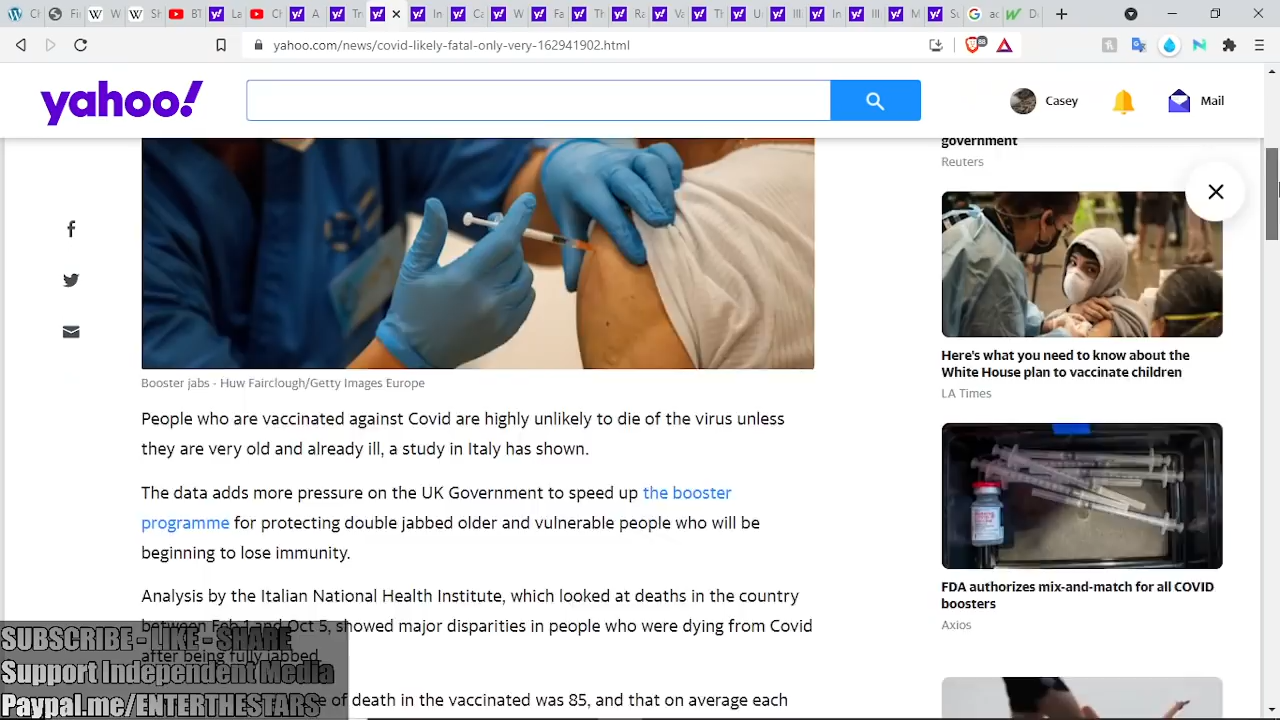 yahoo.com/news/covid-likely-fatal-only-very-162941902.html
yahoo!
Casey
Mail
Booster jabs - Huw Fairclough/Getty Images Europe
People who are vaccinated against Covid are highly unlikely to die of the virus unless
they are very old and already ill, a study in Italy has shown.
The data adds more pressure on the UK Government to speed up the booster
programme for protecting double jabbed older and vulnerable people who will be
beginning to lose immunity.
Analysis by the Italian National Health Institute, which looked at deaths in the country
between Feb 1 and Oct 5, showed major disparities in people who were dying from Covid
after being fully jabbed.
of death in the vaccinated was 85, and that on average each
government
Reuters
Here's what you need to know about the
White House plan to vaccinate children
LA Times
FDA authorizes mix-and-match for all COVID
boosters
Axios
SUBSCRIBE - LIKE - SHARE
Support Independent Media
Paypal.me/ENTERTHESTARS